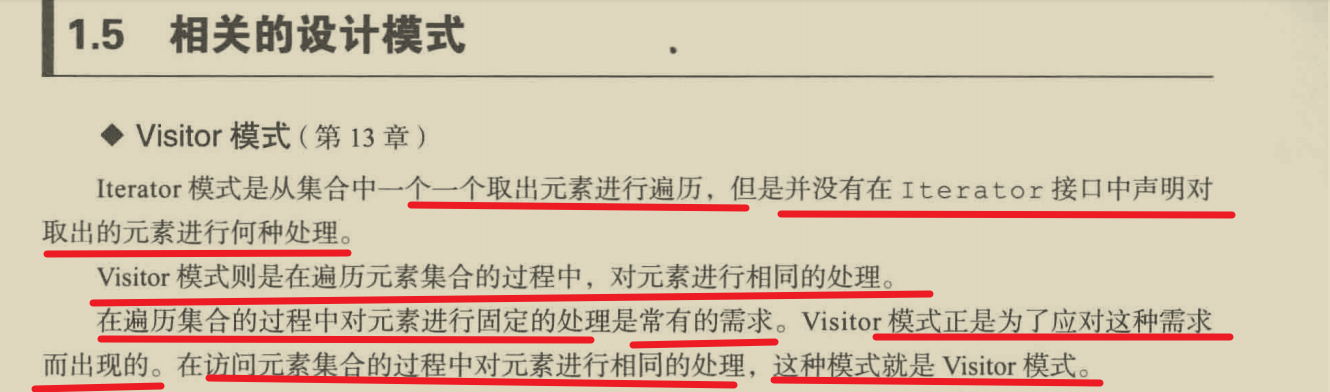 1.5 相关的设计模式
◆ Visitor 模式（第 13 章）
Iterator 模式是从集合中一个一个取出元素进行遍历，但是并没有在 Iterator 接口中声明对
取出的元素进行何种处理。
Visitor 模式则是在遍历元素集合的过程中，对元素进行相同的处理。
在遍历集合的过程中对元素进行固定的处理是常有的需求。Visitor 模式正是为了应对这种需求
而出现的。在访问元素集合的过程中对元素进行相同的处理，这种模式就是 Visitor 模式。